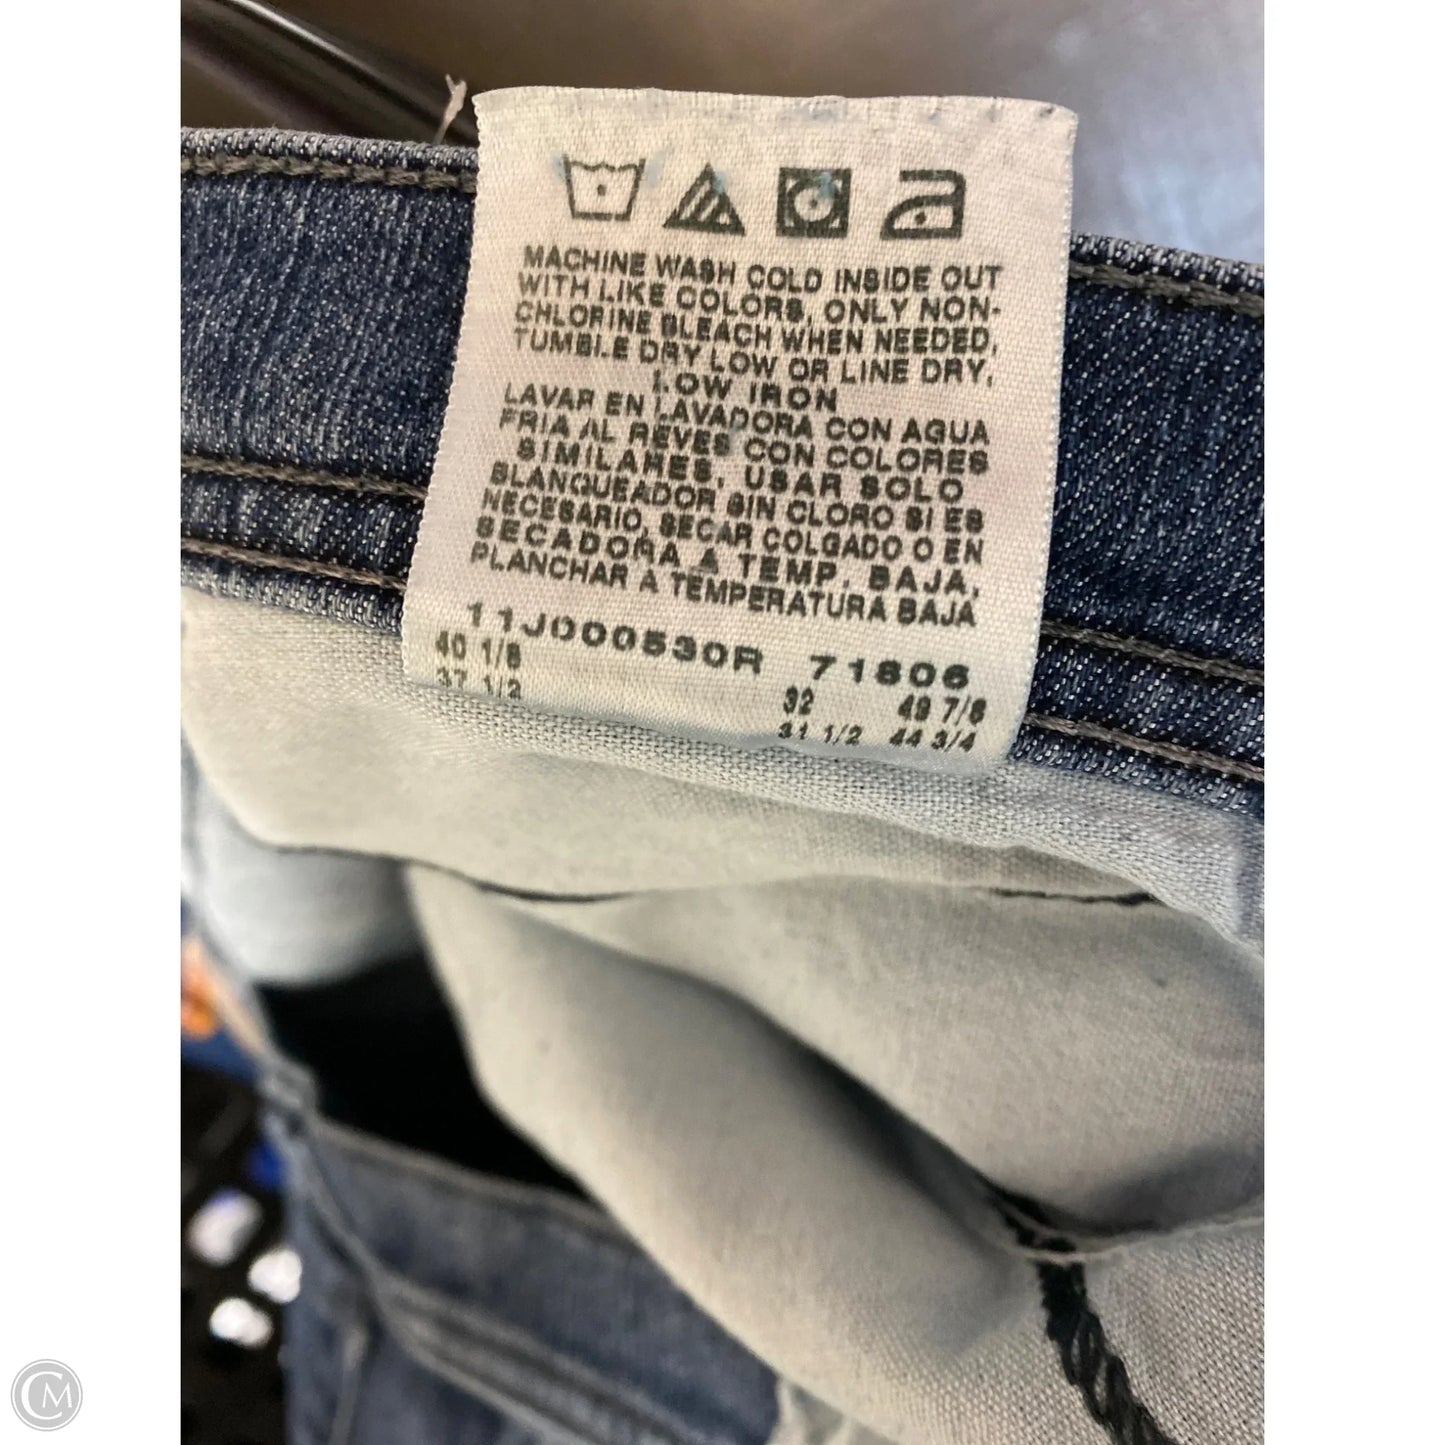 MACHINE WASH COLD INSIDE OUT
WITH LIKE COLORS, ONLY NON-
CHLORINE BLEACH WHEN NEEDED,
TUMBLE DRY LOW OR LINE DRY,
LOW IRON
LAVAR EN LAVADORA CON AGUA
FRIA AL REVES CON COLORES
SIMILARES, USAR SOLO
BLANQUEADOR SIN CLORO SI ES
NECESARIO, SECAR COLGADO O EN
SECADORA A TEMP. BAJA,
PLANCHAR A TEMPERATURA BAJA
11J000530R 71806
40 1/8 32 49 7/8
37 1/2 31 1/2 44 3/4
CM